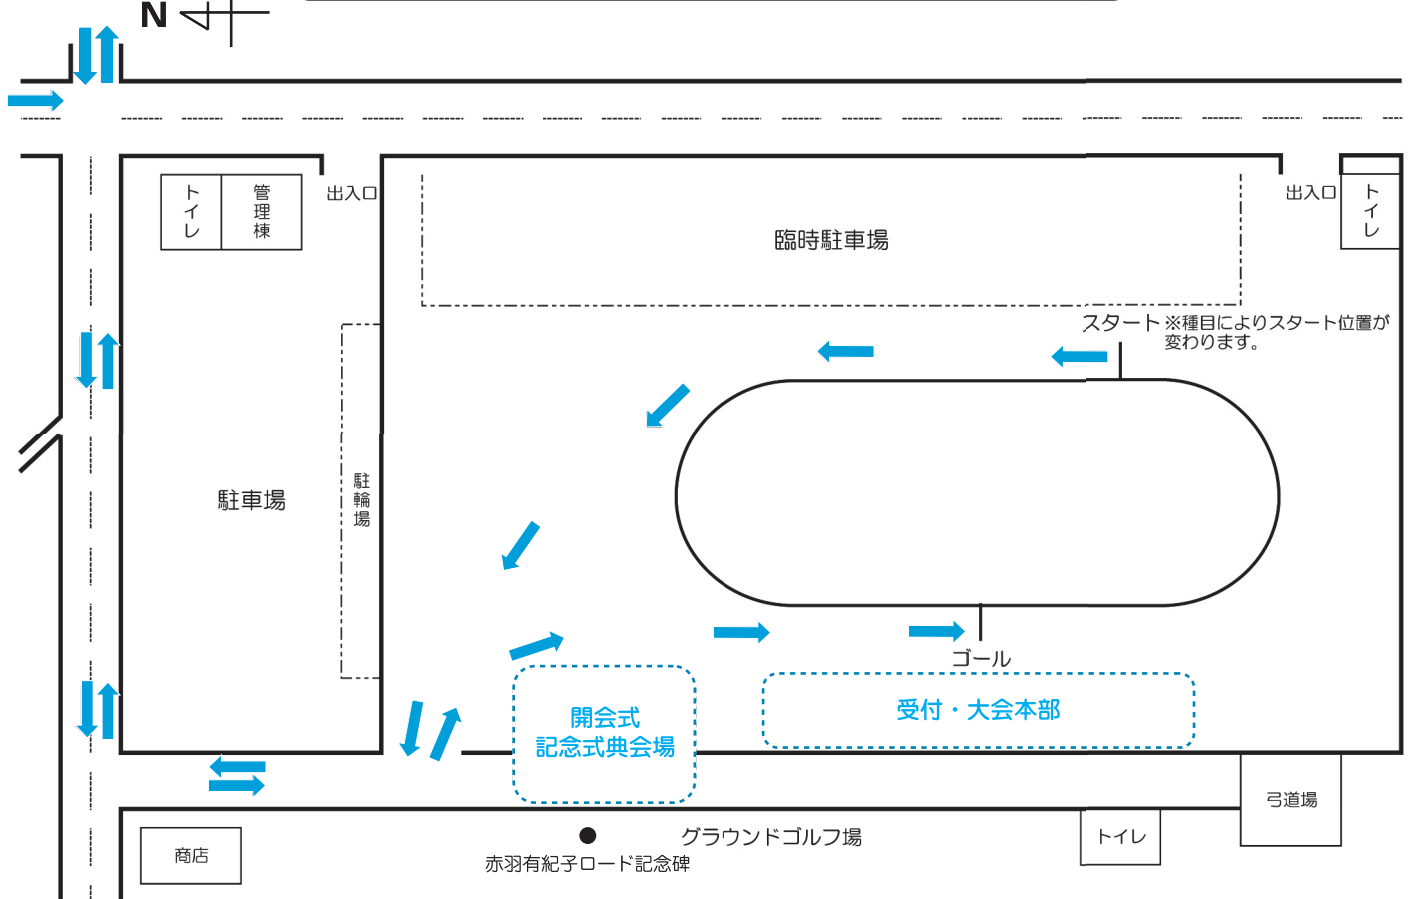 N
トイレ
管理棟
出入口
臨時駐車場
出入口
トイレ
スタート ※種目によりスタート位置が
変わります。
駐車場
駐輪場
ゴール
開会式
記念式典会場
受付・大会本部
弓道場
商店
赤羽有紀子ロード記念碑
グラウンドゴルフ場
トイレ